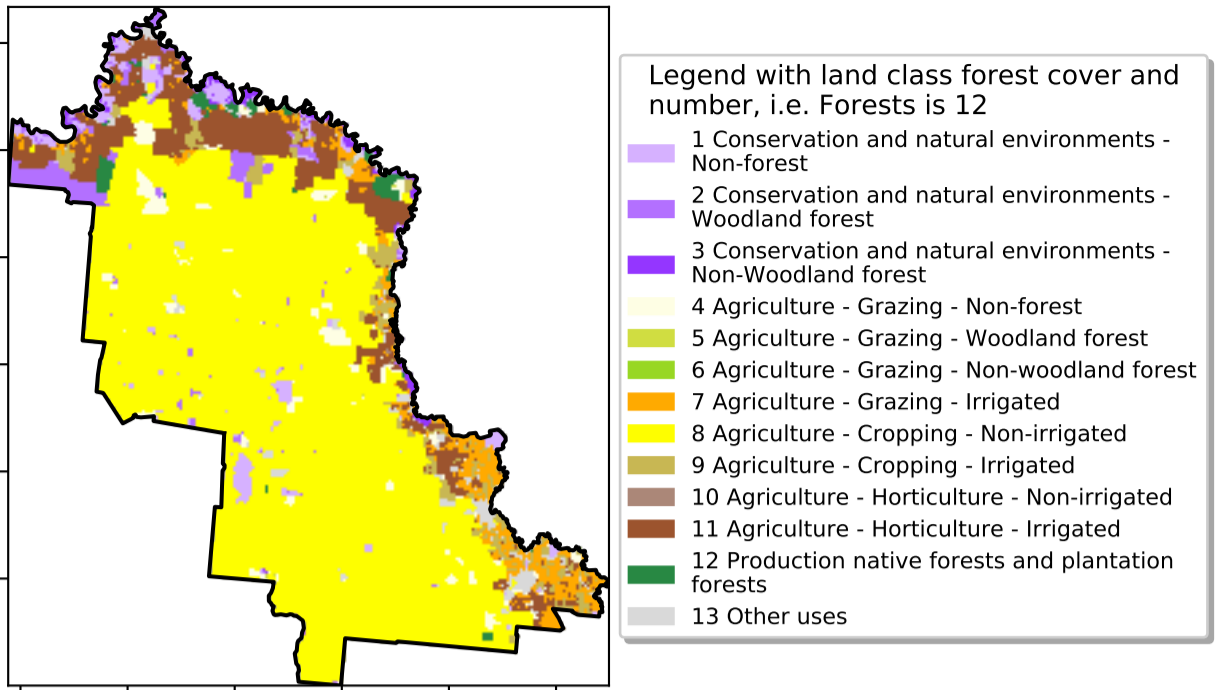 Legend with land class forest cover and
number, i.e. Forests is 12
1 Conservation and natural environments -
Non-forest
2 Conservation and natural environments -
Woodland forest
3 Conservation and natural environments -
Non-Woodland forest
4 Agriculture - Grazing - Non-forest
5 Agriculture - Grazing - Woodland forest
6 Agriculture - Grazing - Non-woodland forest
7 Agriculture - Grazing - Irrigated
8 Agriculture - Cropping - Non-irrigated
9 Agriculture - Cropping - Irrigated
10 Agriculture - Horticulture - Non-irrigated
11 Agriculture - Horticulture - Irrigated
12 Production native forests and plantation
forests
13 Other uses